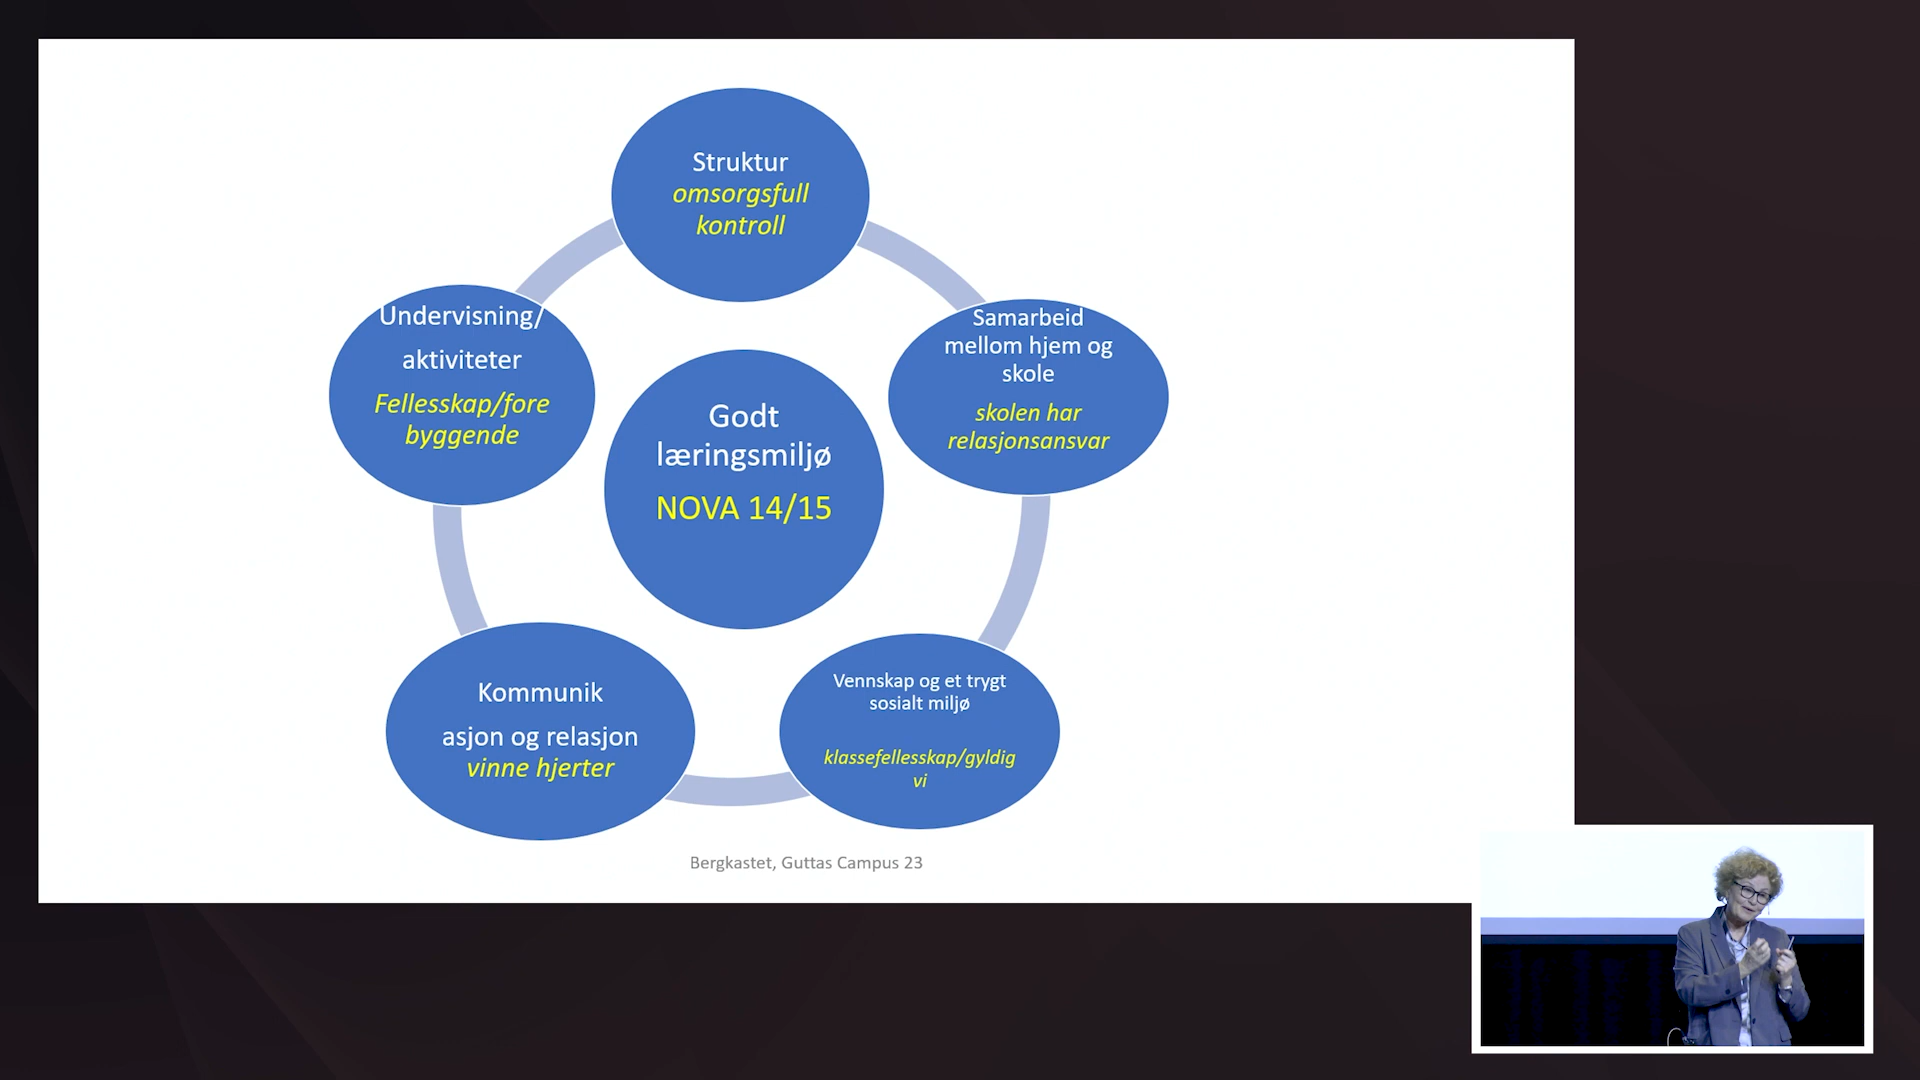 Struktur
omsorgsfull
kontroll
Samarbeid
mellom hjem og
skole
skolen har
relasjonsansvar
Vennskap og et trygt
sosialt miljø
klassefellesskap/gyldig
vi
Kommunik
asjon og relasjon
vinne hjerter
Undervisning/
aktiviteter
Fellesskap/fore
byggende
Godt
læringsmiljø
NOVA 14/15
Bergkastet, Guttas Campus 23